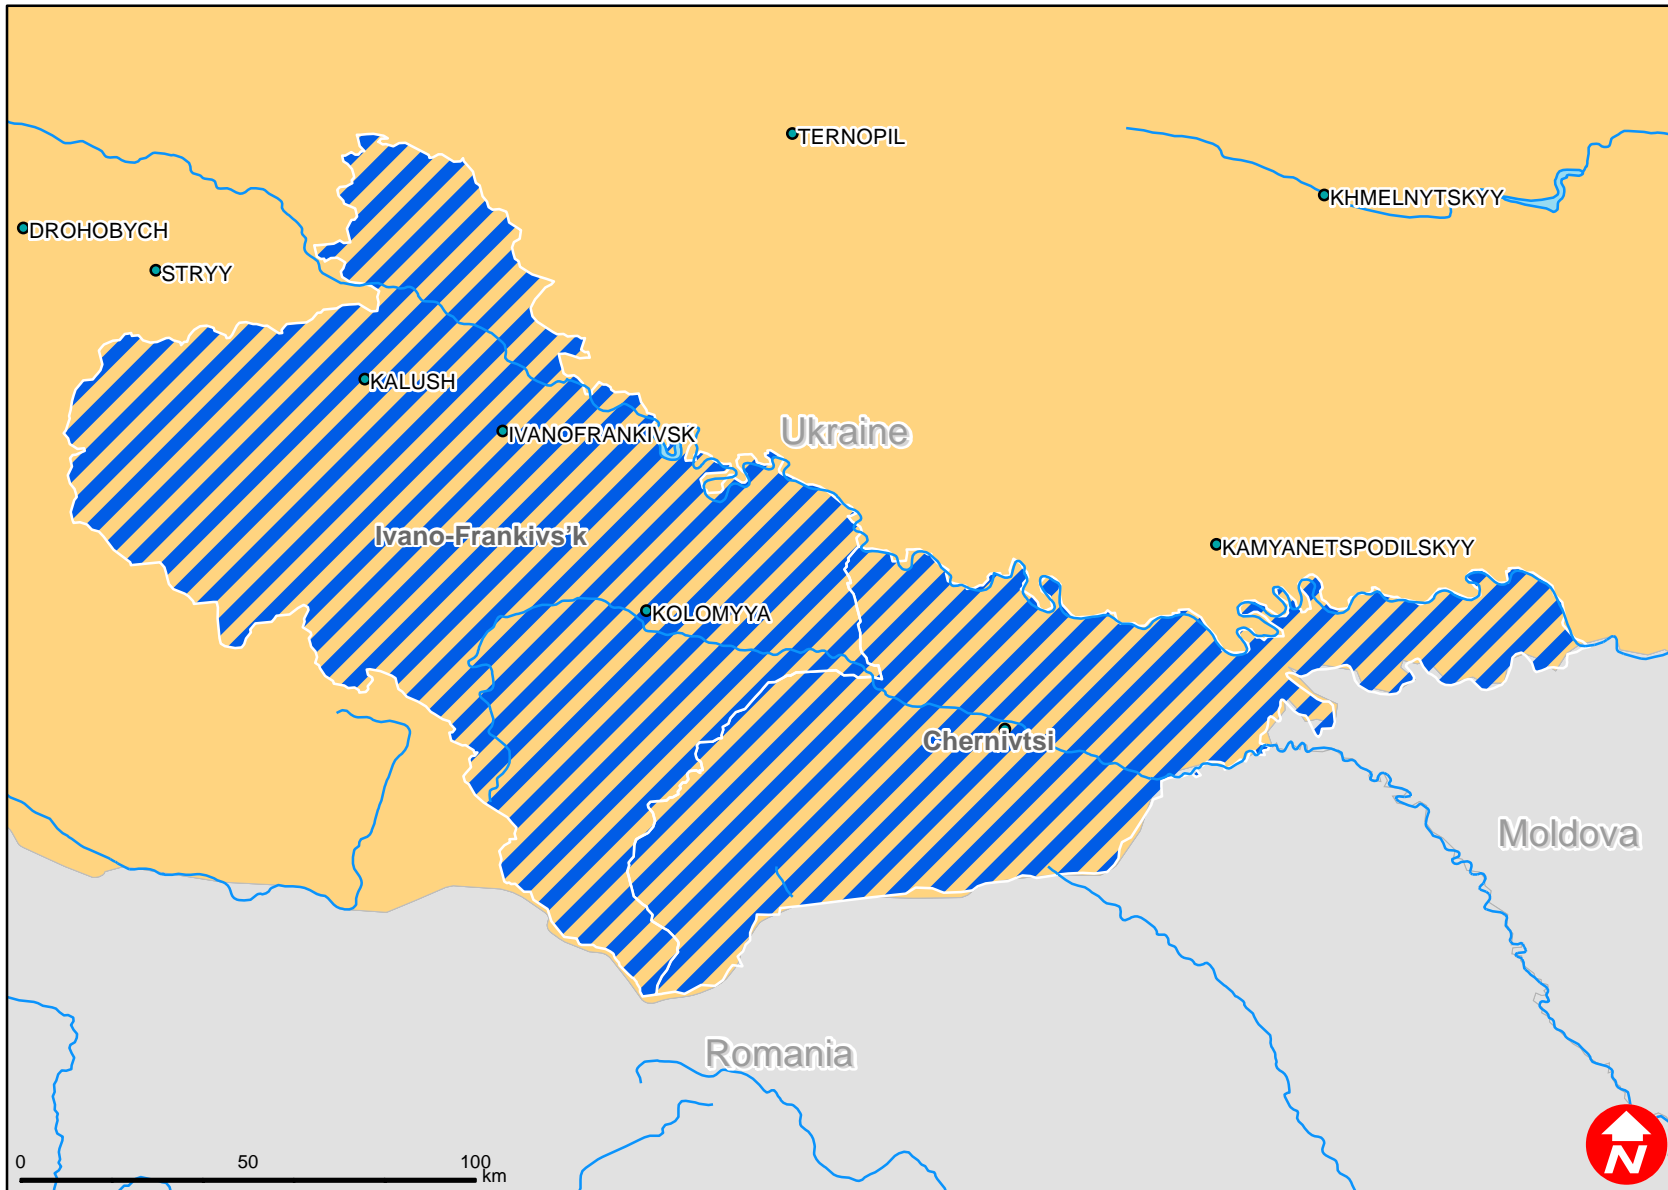 TERNOPIL
KHMELNYTSKYY
DROHOBYCH
STRYY
KALUSH
IVANOFRANKIVSK
Ukraine
Ivano-Frankivs'k
KAMYANETSPODILSKYY
KOLOMYYA
Chernivtsi
Moldova
Romania
0 50 100
km
N